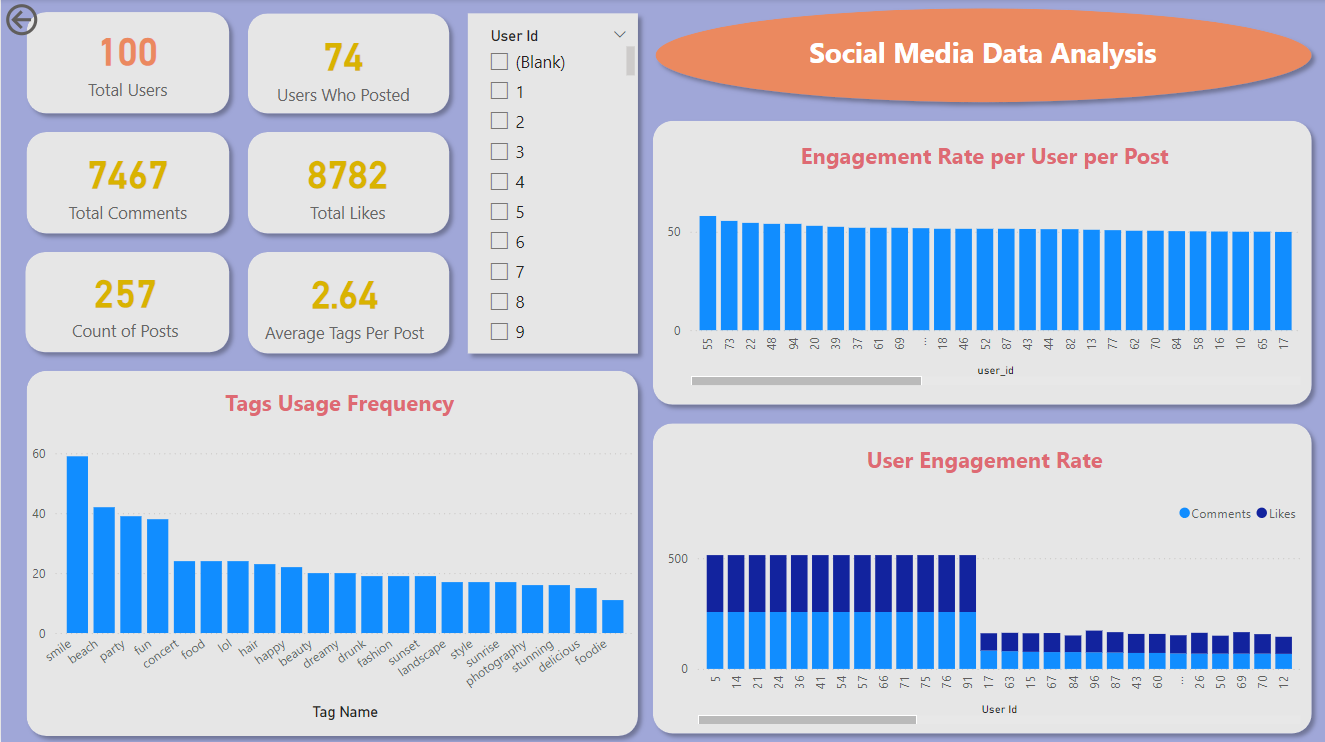 100
Total Users
74
Users Who Posted
7467
Total Comments
8782
Total Likes
257
Count of Posts
2.64
Average Tags Per Post
User Id
(Blank)
1
2
3
4
5
6
7
8
9
Social Media Data Analysis
Engagement Rate per User per Post
50
0
55 73 22 48 94 20 39 37 61 69 ... 18 46 52 87 43 44 82 13 77 62 70 84 58 16 10 65 17
user_id
Tags Usage Frequency
60
40
20
0
smile beach party fun concert food lol hair happy beauty dreamy drunk fashion sunset landscape style sunrise photography stunning delicious foodie
Tag Name
User Engagement Rate
Comments Likes
500
0
5 14 21 24 36 41 54 57 66 71 75 76 91 17 63 15 67 84 96 87 43 60 ... 26 50 69 70 12
User Id